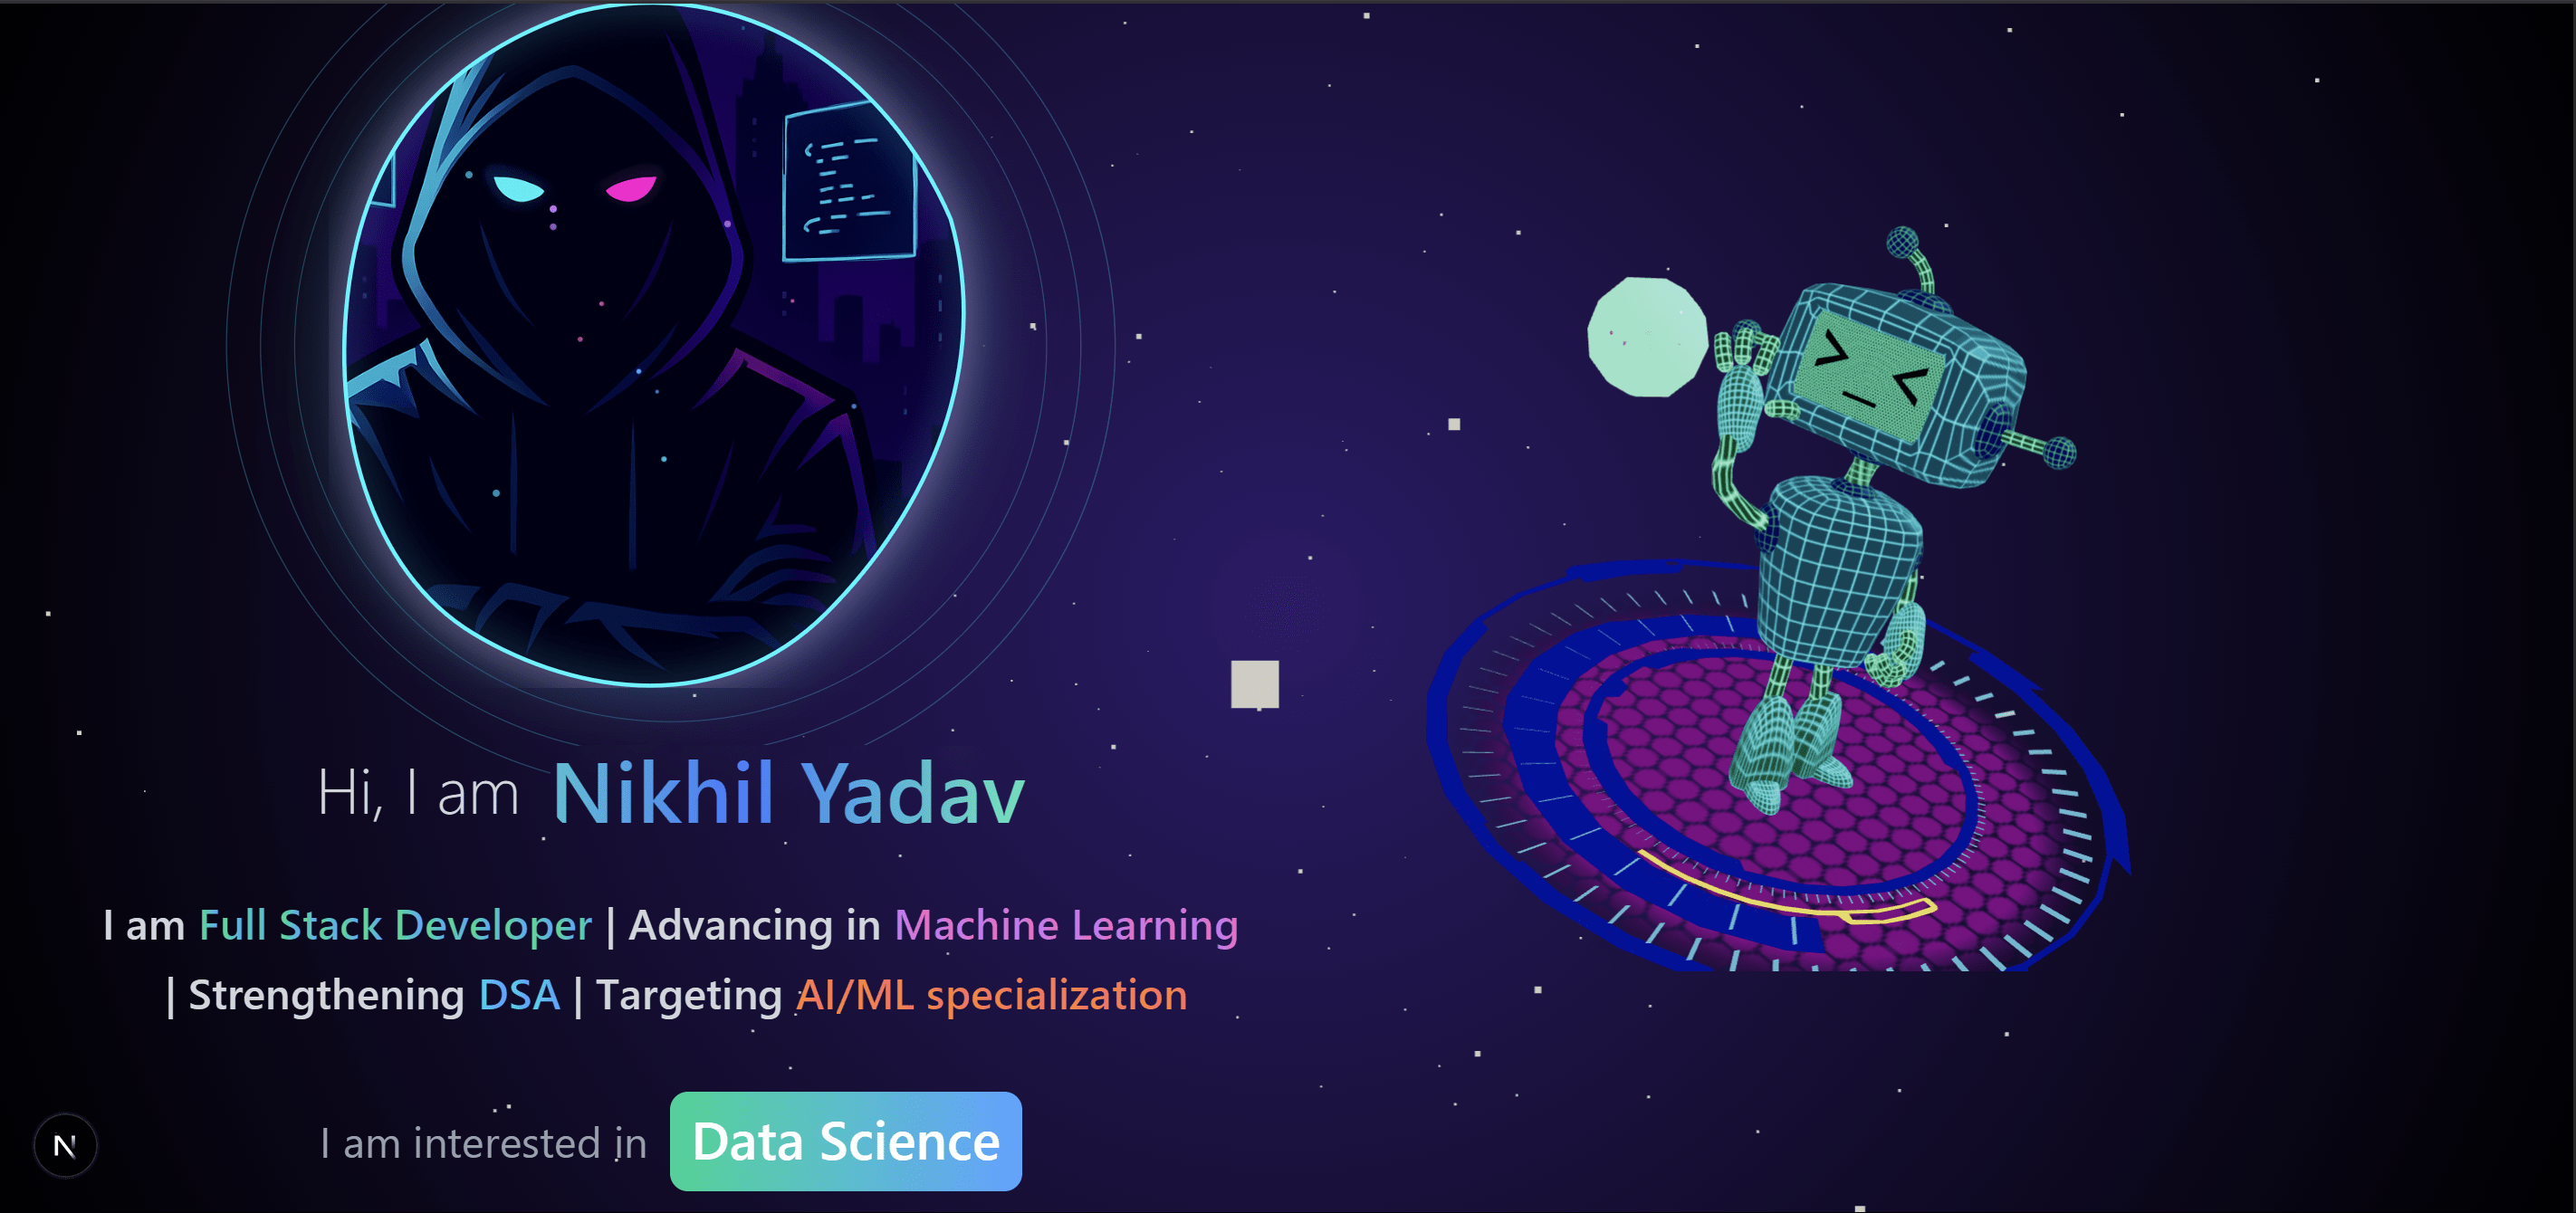 Hi, I am Nikhil Yadav
I am Full Stack Developer | Advancing in Machine Learning
| Strengthening DSA | Targeting AI/ML specialization
I am interested in Data Science
N